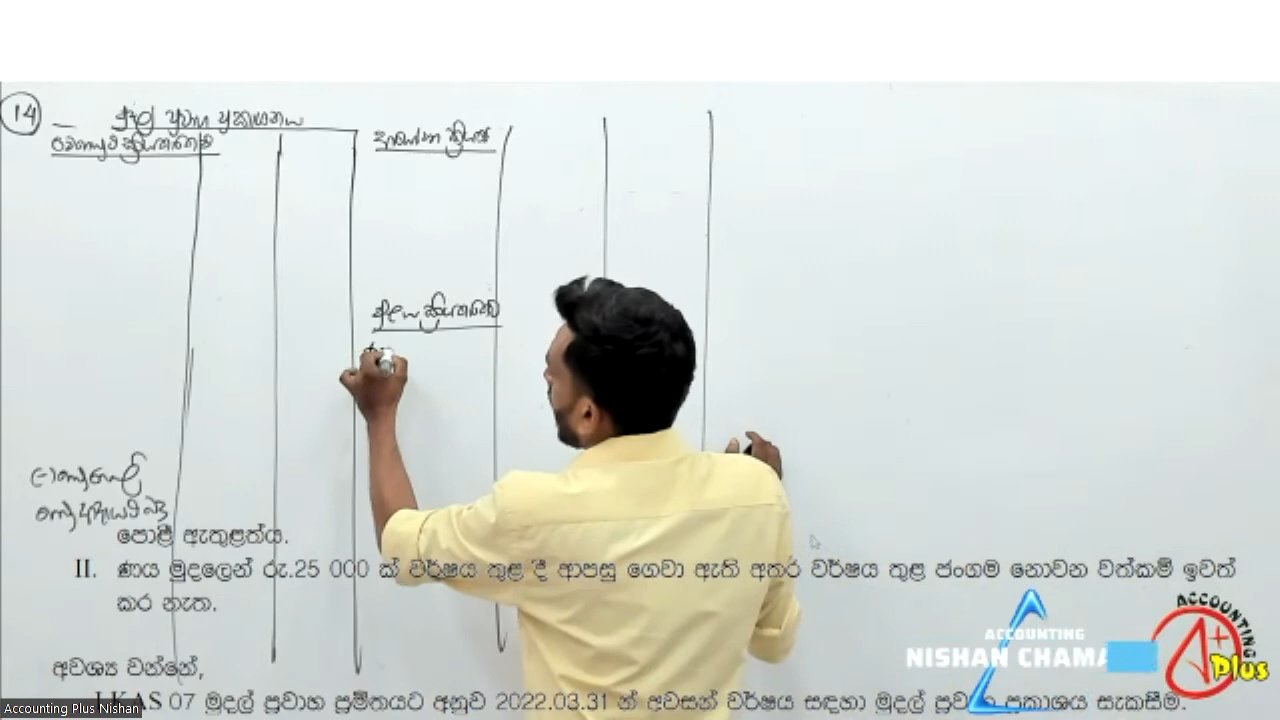 14
මුදල් ප්‍රවාහ ප්‍රකාශනය
මෙහෙයුම් ක්‍රියාකාරකම්
ආයෝජන ක්‍රියා
මූල්‍ය ක්‍රියාකාරකම්
පොළී ඇතුළත්ය.
II. ණය මුදලෙන් රු.25 000 ක් වර්ෂය තුළ දී ආපසු ගෙවා ඇති අතර වර්ෂය තුළ ජංගම නොවන වත්කම් ඉවත්
කර නැත.
අවශ්‍ය වන්නේ,
LKAS 07 මුදල් ප්‍රවාහ ප්‍රමිතයට අනුව 2022.03.31 න් අවසන් වර්ෂය සඳහා මුදල් ප්‍රවාහ ප්‍රකාශය සැකසීම.
ACCOUNTING
NISHAN CHAMA
ACCOUNTING
A+
Plus
Accounting Plus Nishan